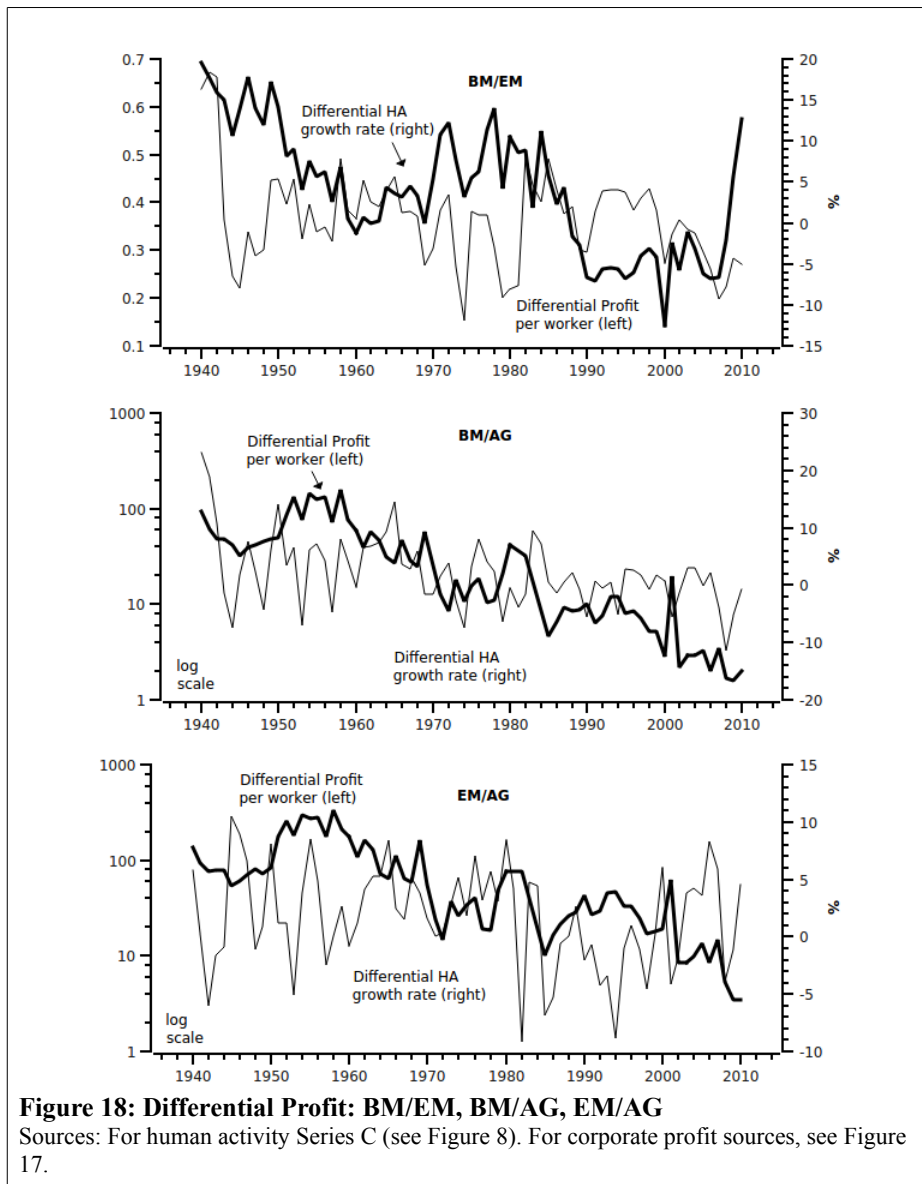 BM/EM
Differential HA
growth rate (right)
Differential Profit
per worker (left)
0.7
0.6
0.5
0.4
0.3
0.2
0.1
20
15
10
5
0
-5
-10
-15
%
1940 1950 1960 1970 1980 1990 2000 2010
BM/AG
Differential Profit
per worker (left)
Differential HA
growth rate (right)
log
scale
1000
100
10
1
30
20
10
0
-10
-20
%
1940 1950 1960 1970 1980 1990 2000 2010
EM/AG
Differential Profit
per worker (left)
Differential HA
growth rate (right)
log
scale
1000
100
10
1
15
10
5
0
-5
-10
%
1940 1950 1960 1970 1980 1990 2000 2010
Figure 18: Differential Profit: BM/EM, BM/AG, EM/AG
Sources: For human activity Series C (see Figure 8). For corporate profit sources, see Figure
17.